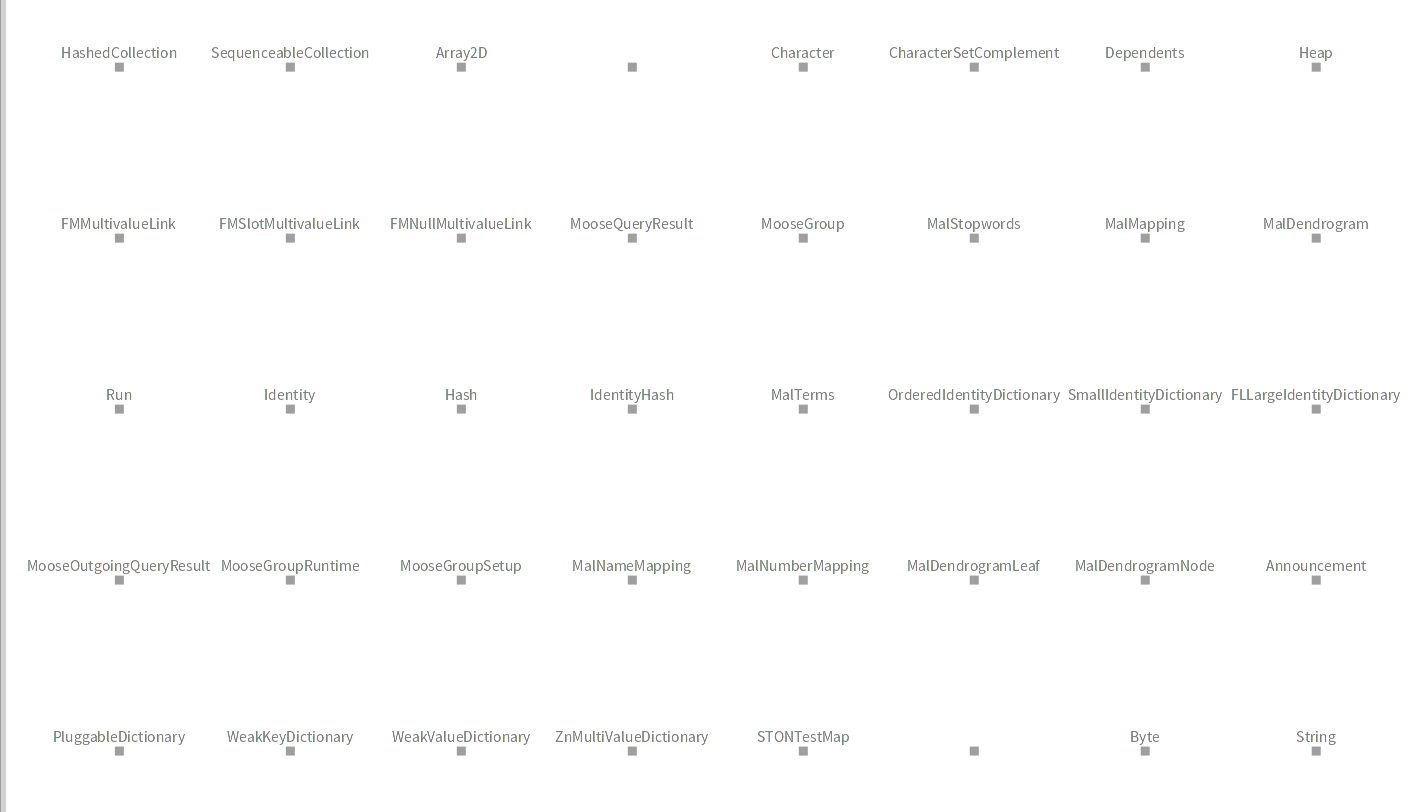 HashedCollection SequenceableCollection Array2D Character CharacterSetComplement Dependents Heap
FMMultivalueLink FMSlotMultivalueLink FMNullMultivalueLink MooseQueryResult MooseGroup MalStopwords MalMapping MalDendrogram
Run Identity Hash IdentityHash MalTerms OrderedIdentityDictionary SmallIdentityDictionary FLLargeIdentityDictionary
MooseOutgoingQueryResult MooseGroupRuntime MooseGroupSetup MalNameMapping MalNumberMapping MalDendrogramLeaf MalDendrogramNode Announcement
PluggableDictionary WeakKeyDictionary WeakValueDictionary ZnMultiValueDictionary STONTestMap Byte String